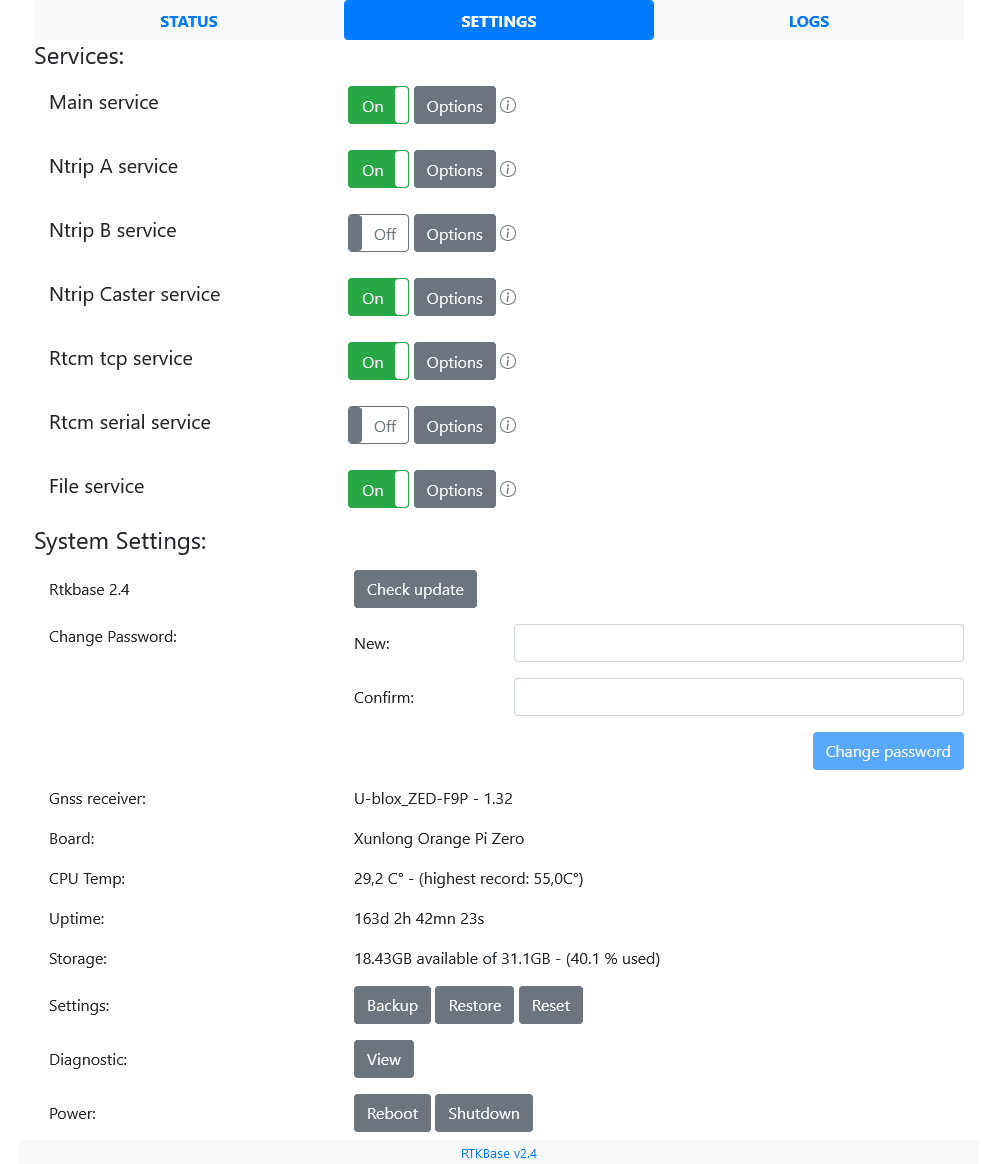 STATUS SETTINGS LOGS
Services:
Main service On Options i
Ntrip A service On Options i
Ntrip B service Off Options i
Ntrip Caster service On Options i
Rtcm tcp service On Options i
Rtcm serial service Off Options i
File service On Options i
System Settings:
Rtkbase 2.4 Check update
Change Password: New:
Confirm:
Change password
Gnss receiver: U-blox_ZED-F9P - 1.32
Board: Xunlong Orange Pi Zero
CPU Temp: 29,2 C° - (highest record: 55,0C°)
Uptime: 163d 2h 42mn 23s
Storage: 18.43GB available of 31.1GB - (40.1 % used)
Settings: Backup Restore Reset
Diagnostic: View
Power: Reboot Shutdown
RTKBase v2.4